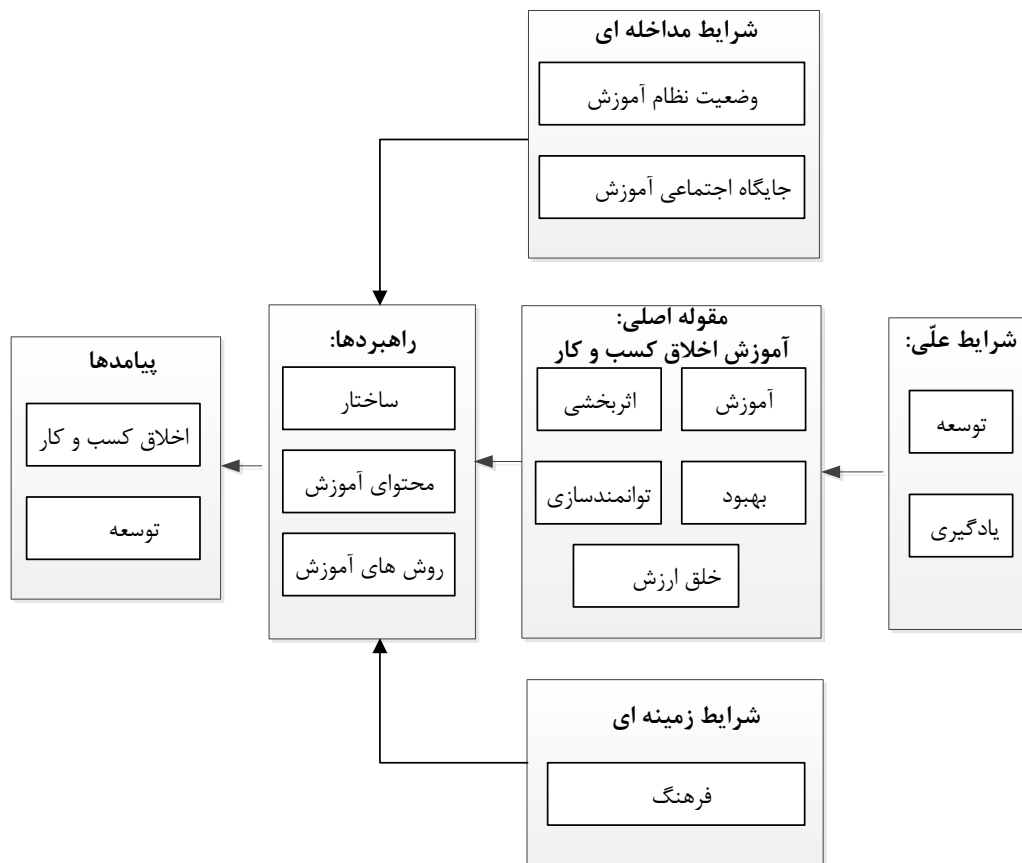 شرایط مداخله ای
وضعیت نظام آموزش
جایگاه اجتماعی آموزش
شرایط علّی:
توسعه
یادگیری
مقوله اصلی:
آموزش اخلاق کسب و کار
آموزش
اثربخشی
بهبود
توانمندسازی
خلق ارزش
راهبردها:
ساختار
محتوای آموزش
روش های آموزش
پیامدها
اخلاق کسب و کار
توسعه
شرایط زمینه ای
فرهنگ